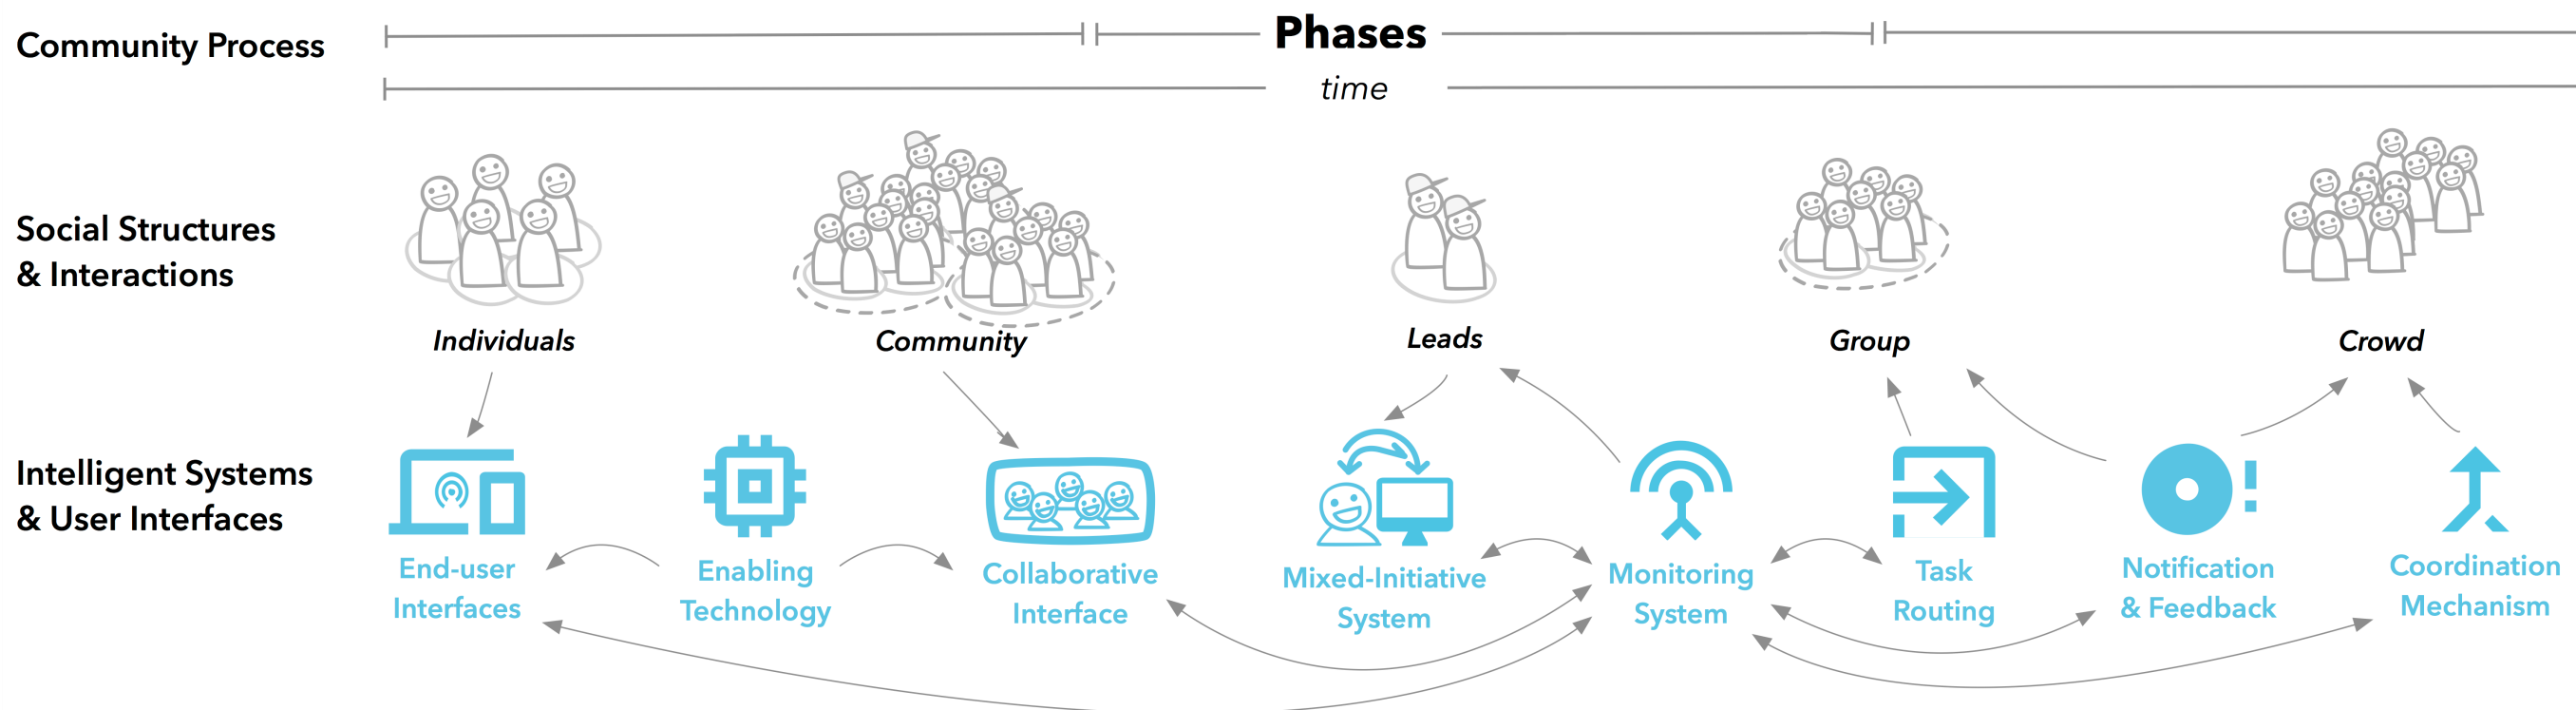 Community Process
Phases
time
Social Structures
& Interactions
Individuals
Community
Leads
Group
Crowd
Intelligent Systems
& User Interfaces
End-user
Interfaces
Enabling
Technology
Collaborative
Interface
Mixed-Initiative
System
Monitoring
System
Task
Routing
Notification
& Feedback
Coordination
Mechanism